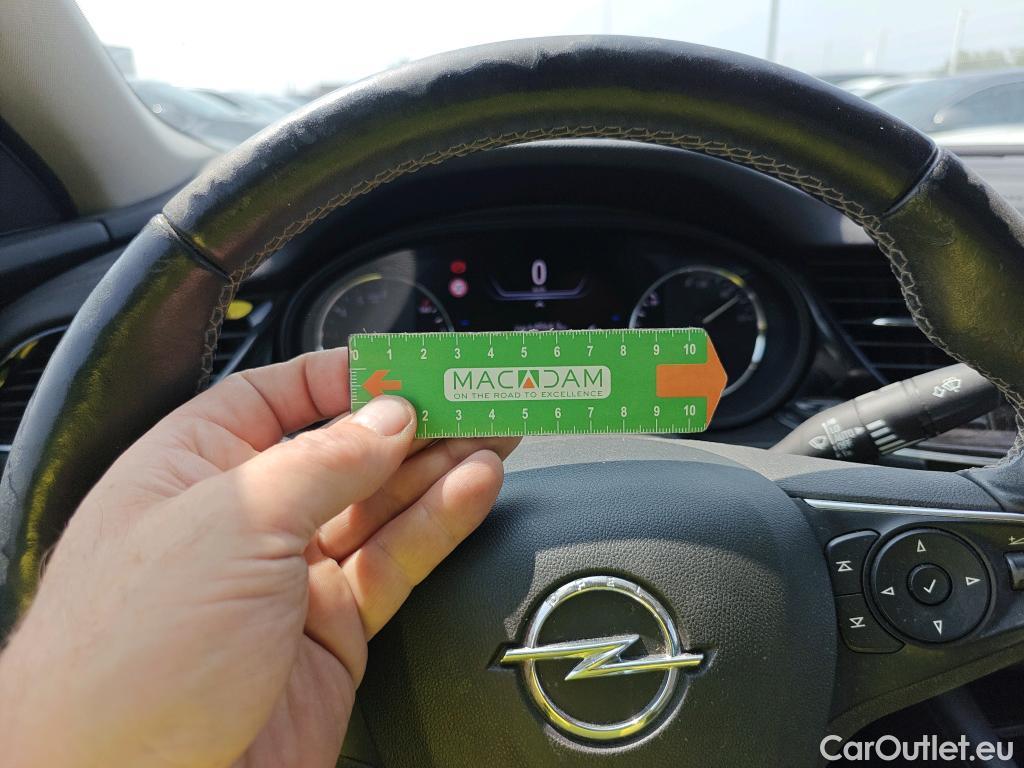 0
0 1 2 3 4 5 6 7 8 9 10
MACADAM
ON THE ROAD TO EXCELLENCE
2 3 4 5 6 7 8 9 10
OPEL
CarOutlet.eu